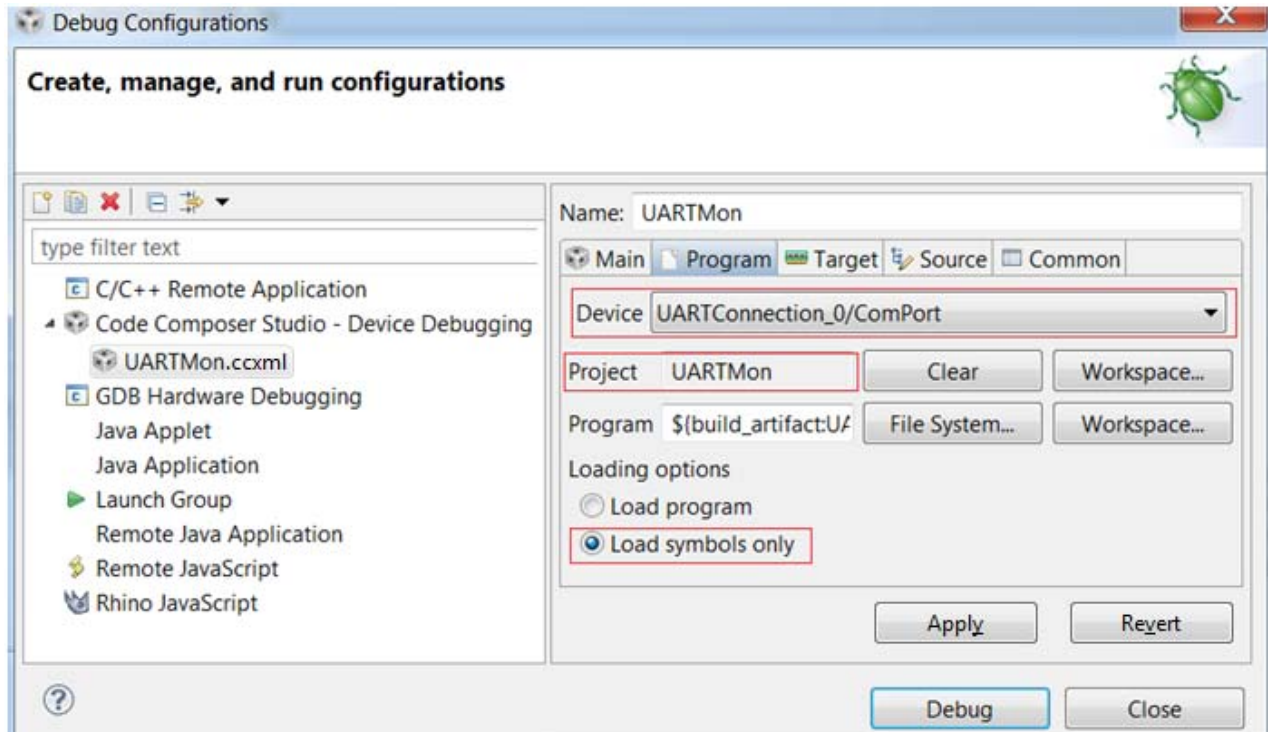 Debug Configurations
Create, manage, and run configurations
type filter text
C/C++ Remote Application
Code Composer Studio - Device Debugging
UARTMon.ccxml
GDB Hardware Debugging
Java Applet
Java Application
Launch Group
Remote Java Application
Remote JavaScript
Rhino JavaScript
Name: UARTMon
Main Program Target Source Common
Device UARTConnection_0/ComPort
Project UARTMon Clear Workspace...
Program ${build_artifact:UA File System... Workspace...
Loading options
Load program
Load symbols only
Apply Revert
Debug Close